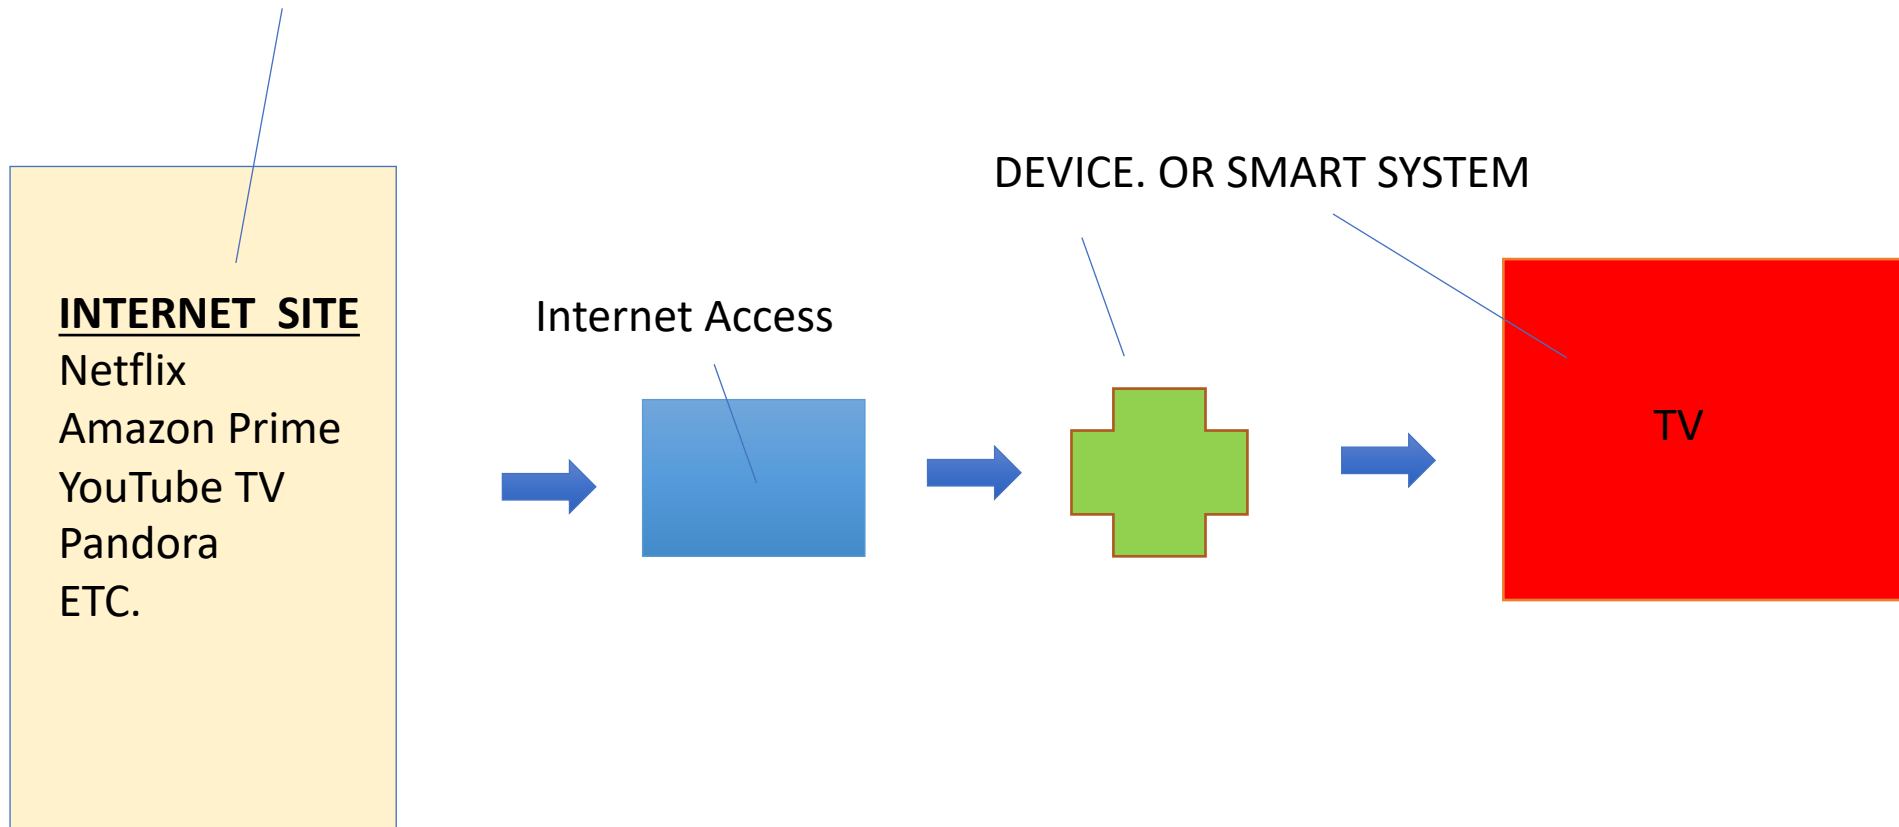 DEVICE. OR SMART SYSTEM
INTERNET  SITE
Netflix
Amazon Prime
YouTube TV
Pandora
ETC.
Internet Access
TV